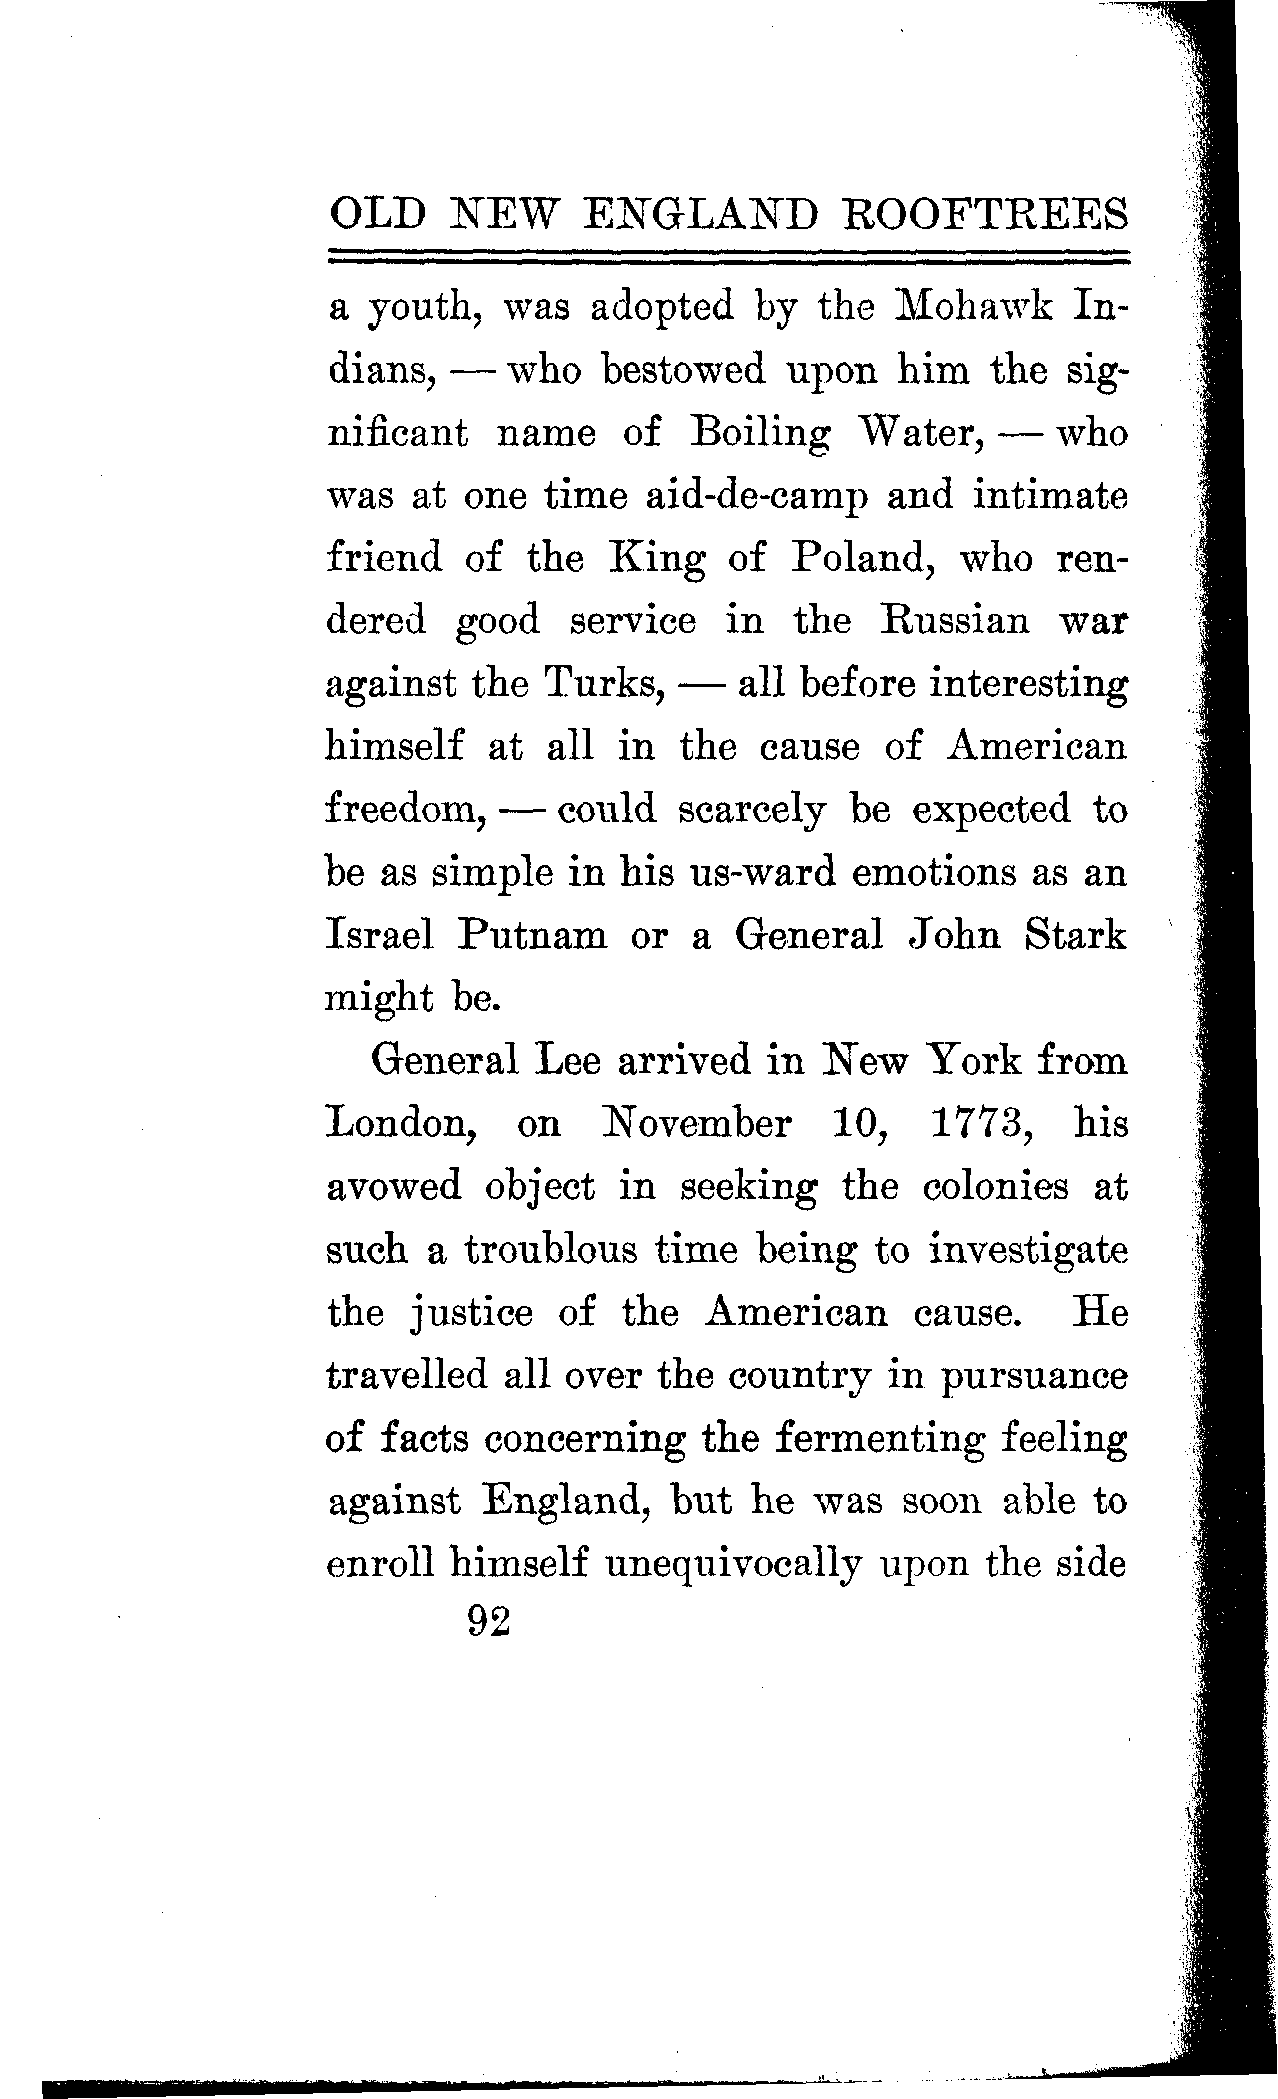 OLD NEW ENGLAND ROOFTREES
a youth, was adopted by the Mohawk In-
dians, — who bestowed upon him the sig-
nificant name of Boiling Water, — who
was at one time aid-de-camp and intimate
friend of the King of Poland, who ren-
dered good service in the Russian war
against the Turks, — all before interesting
himself at all in the cause of American
freedom, — could scarcely be expected to
be as simple in his us-ward emotions as an
Israel Putnam or a General John Stark
might be.
General Lee arrived in New York from
London, on November 10, 1773, his
avowed object in seeking the colonies at
such a troublous time being to investigate
the justice of the American cause. He
travelled all over the country in pursuance
of facts concerning the fermenting feeling
against England, but he was soon able to
enroll himself unequivocally upon the side
92